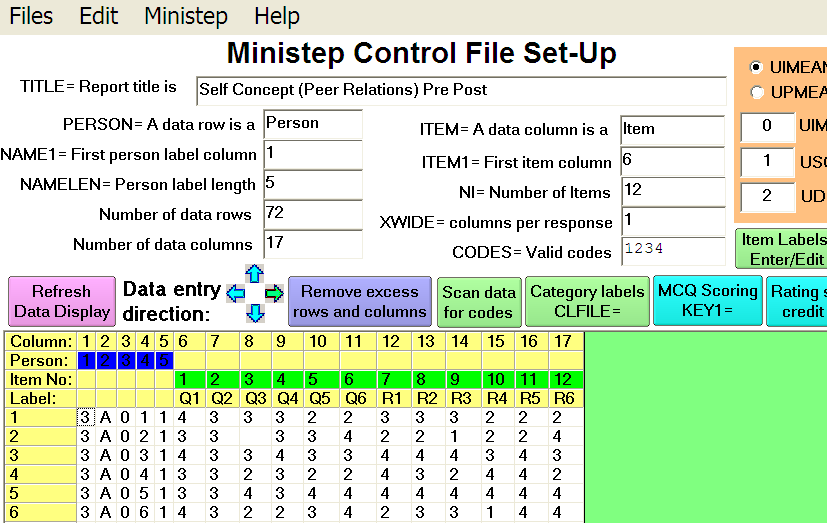 Files Edit Ministep Help
Ministep Control File Set-Up
TITLE= Report title is Self Concept (Peer Relations) Pre Post
PERSON= A data row is a Person
NAME1= First person label column 1
NAMELEN= Person label length 5
Number of data rows 72
Number of data columns 17
ITEM= A data column is a Item
ITEM1= First item column 6
NI= Number of Items 12
XWIDE= columns per response 1
CODES= Valid codes 1234
UIMEAN
UPMEA
0 UIM
1 USC
2 UD
Item Labels
Enter/Edit
Refresh
Data Display
Data entry
direction:
Remove excess
rows and columns
Scan data
for codes
Category labels
CLFILE=
MCQ Scoring
KEY1=
Rating s
credit
Column: 1 2 3 4 5 6 7 8 9 10 11 12 13 14 15 16 17
Person: 1 2 3 4 5
Item No: 1 2 3 4 5 6 7 8 9 10 11 12
Label: Q1 Q2 Q3 Q4 Q5 Q6 R1 R2 R3 R4 R5 R6
1 3 A 0 1 1 4 3 3 3 2 2 4 3 3 2 2 2
2 3 A 0 2 1 3 3 3 3 4 2 2 1 2 2 4
3 3 A 0 3 1 4 3 3 4 3 3 4 4 4 3 4 3
4 3 A 0 4 1 3 3 2 3 2 2 4 3 2 4 4 2
5 3 A 0 5 1 3 3 4 3 4 4 4 4 4 4 4 4
6 3 A 0 6 1 4 3 2 3 4 2 3 3 1 4 4